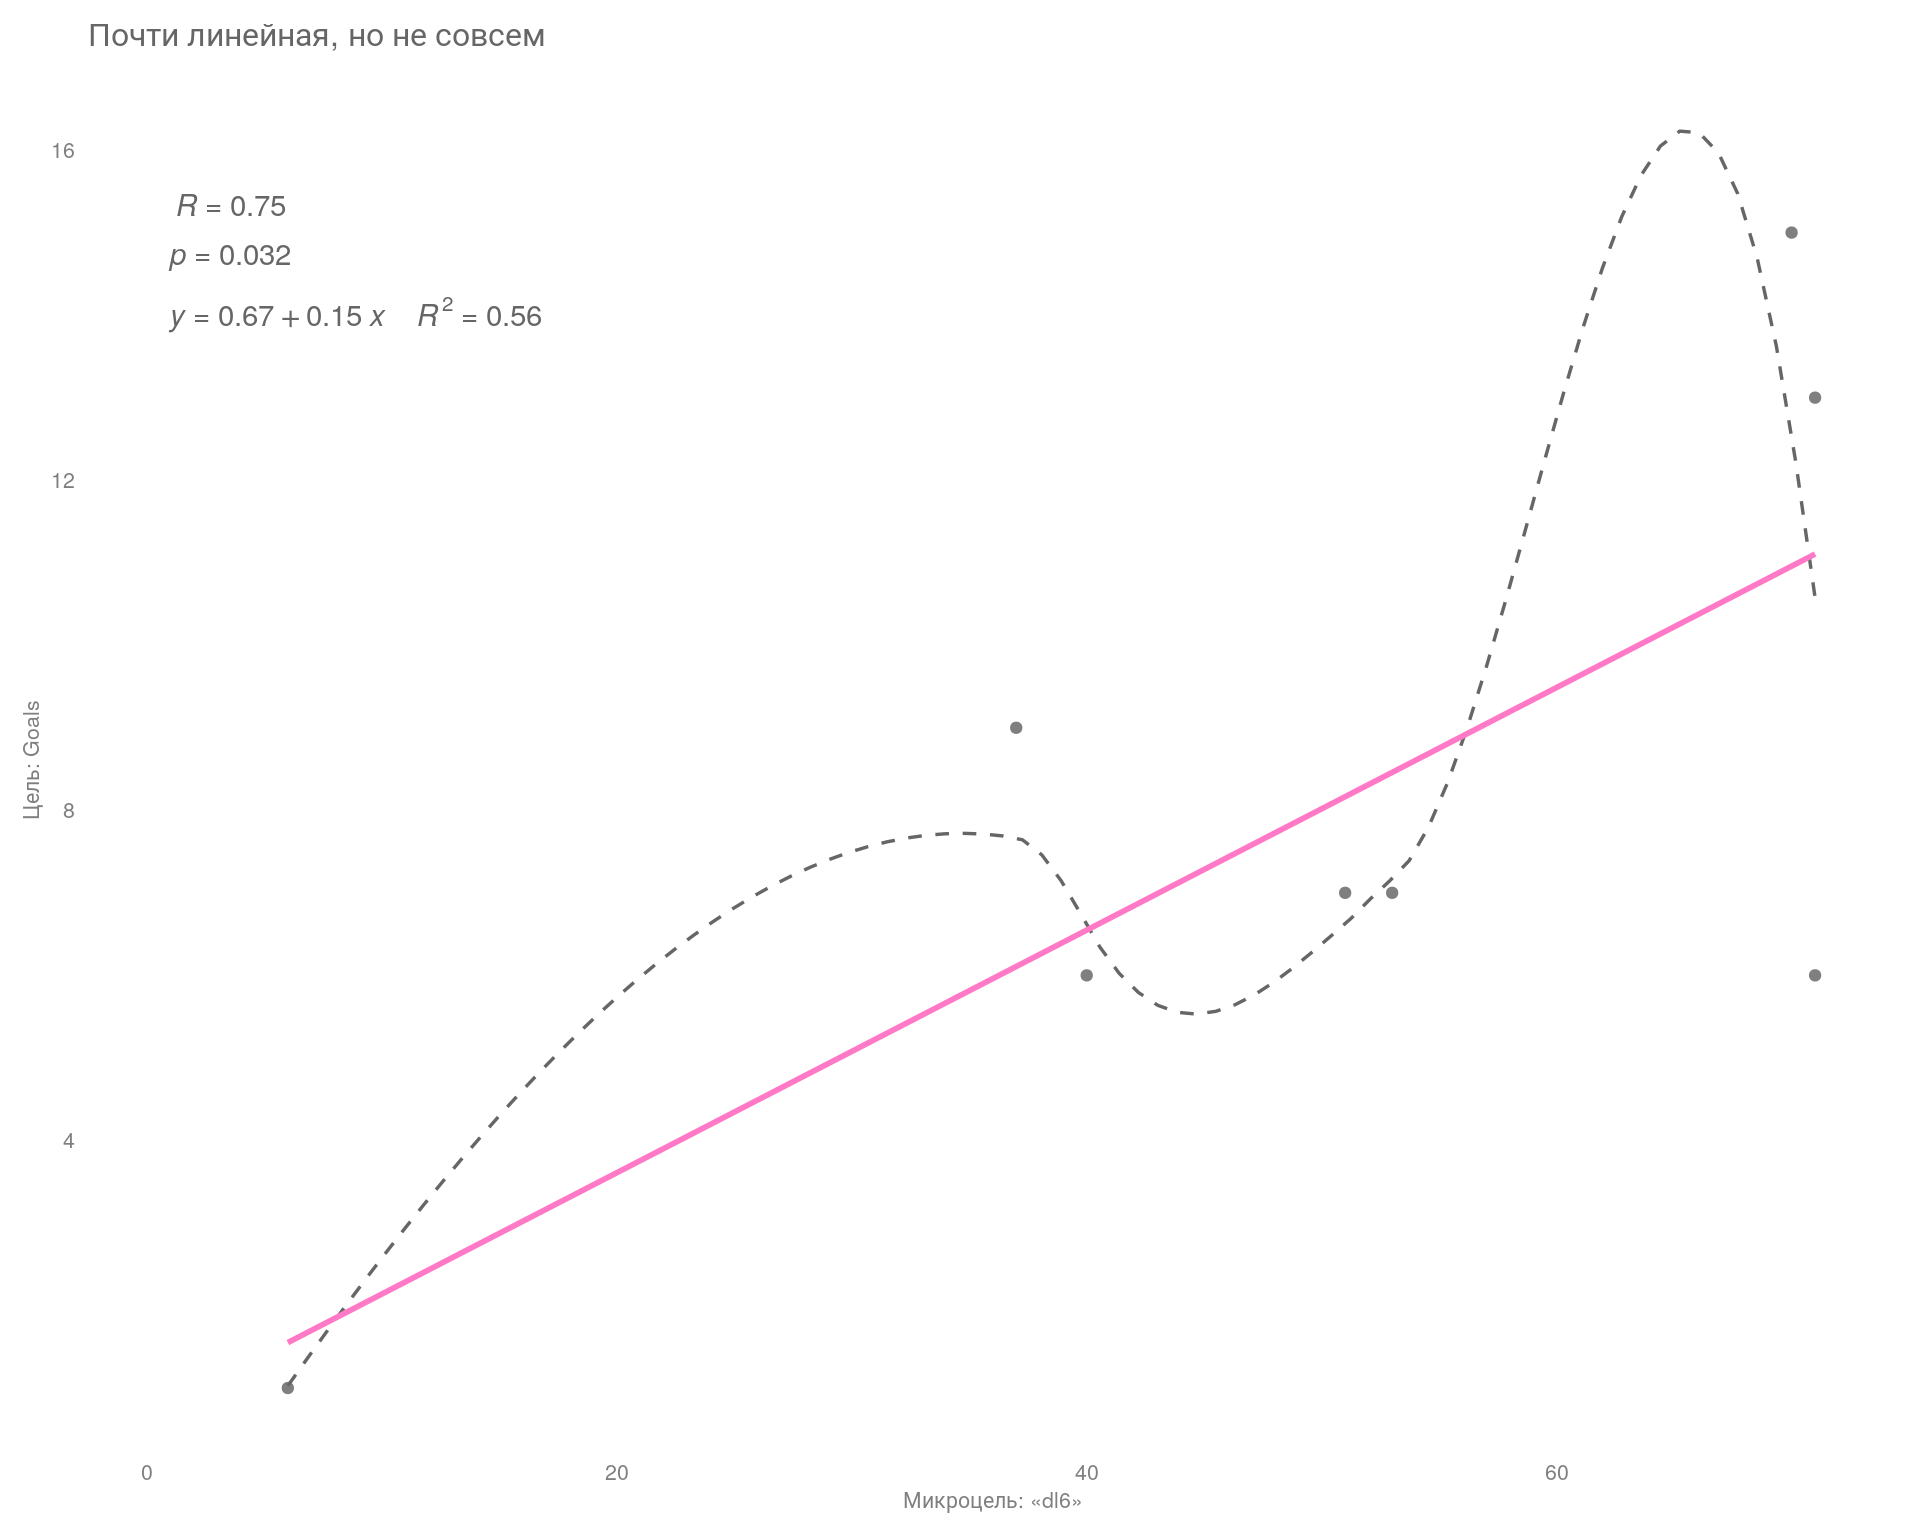 Почти линейная, но не совсем
16
R = 0.75
p = 0.032
y = 0.67 + 0.15 x R² = 0.56
12
Цель: Goals
8
4
0 20 40 60
Микроцель: «dl6»